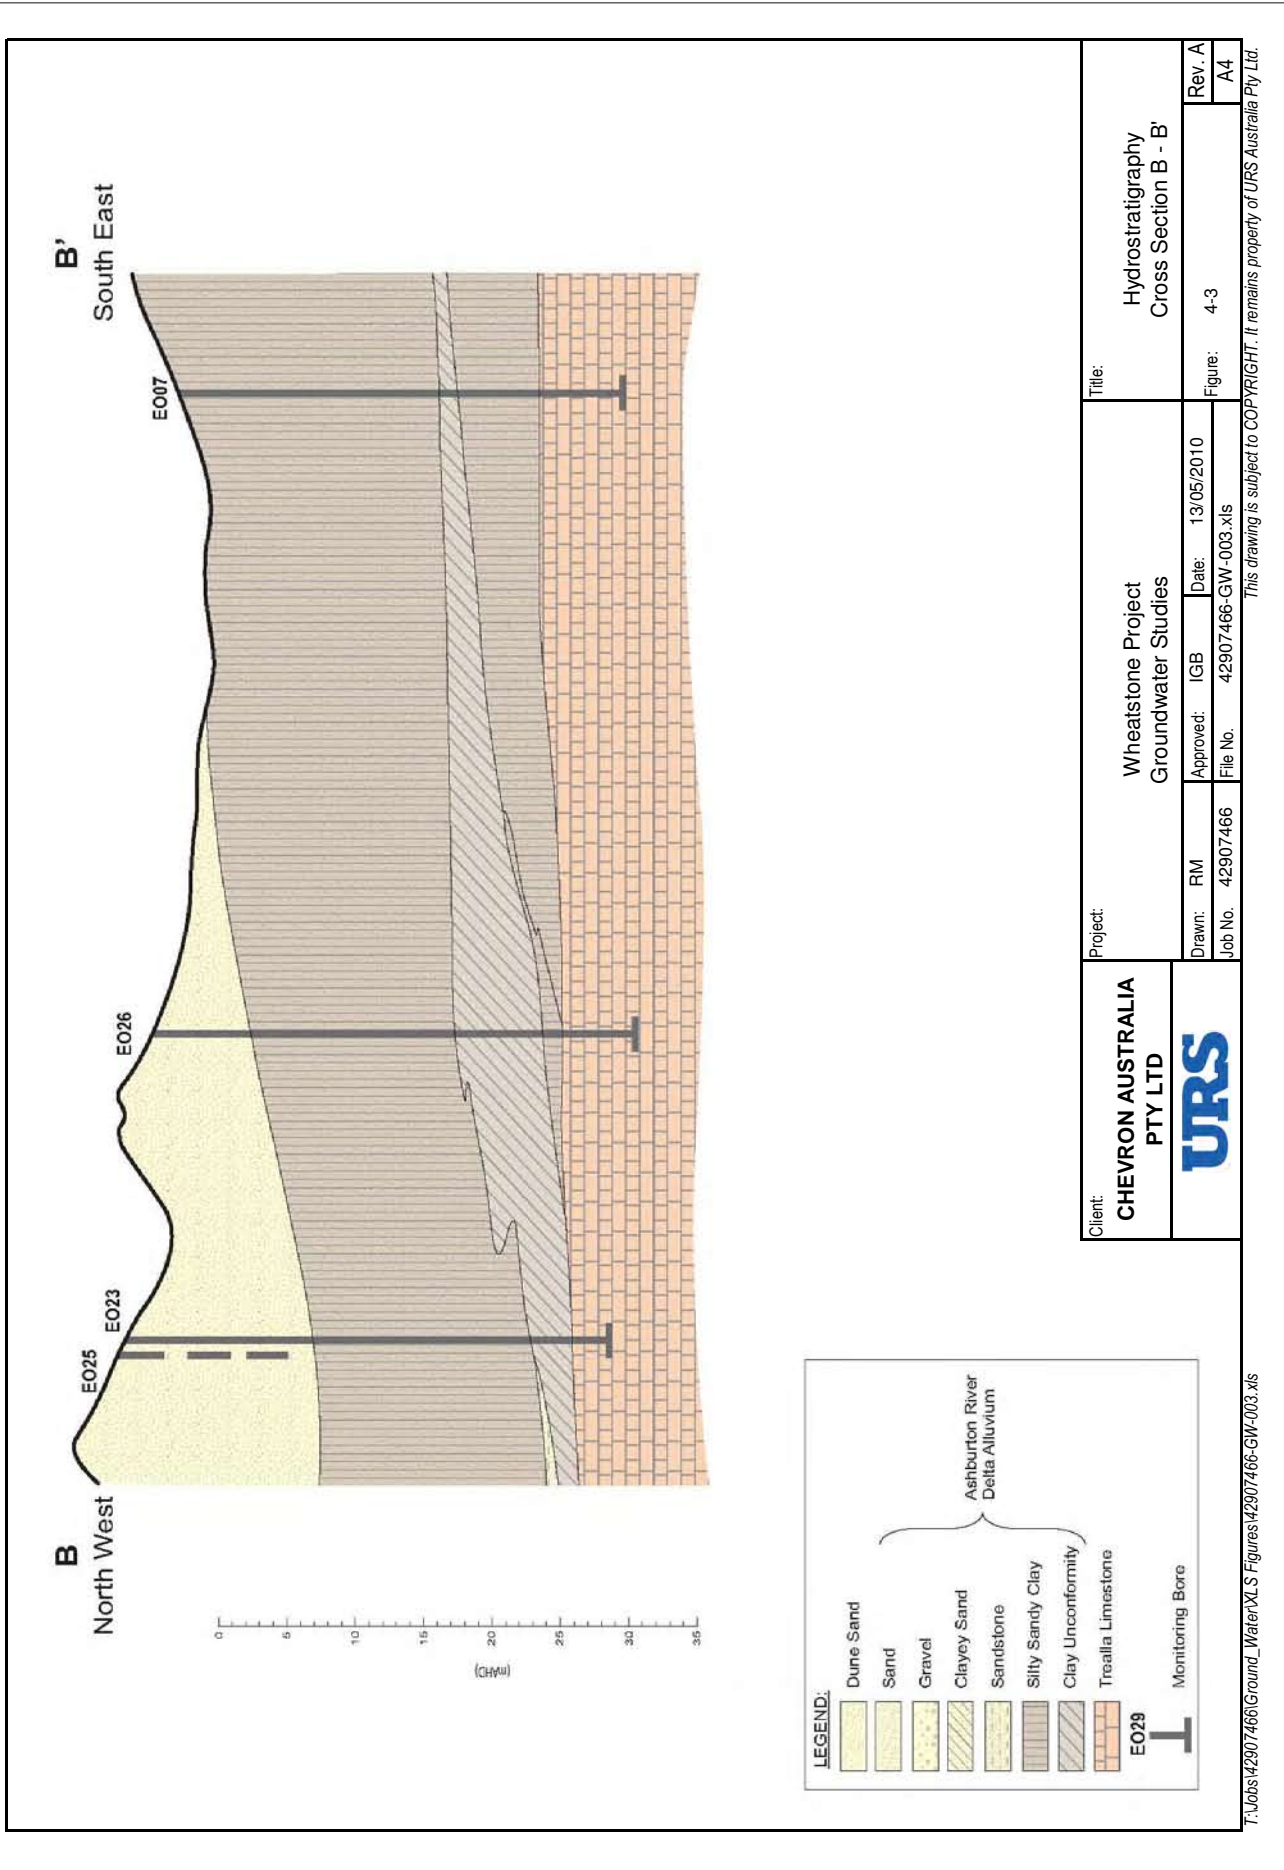 B
North West
B'
South East
EO25
EO23
EO26
EO07
0
5
10
15
20
25
30
35
(mAHD)
LEGEND:
Dune Sand
Sand
Gravel
Clayey Sand
Sandstone
Silty Sandy Clay
Clay Unconformity
Trealla Limestone
Ashburton River
Delta Alluvium
EO29
Monitoring Bore
Client:
CHEVRON AUSTRALIA
PTY LTD
URS
Project:
Wheatstone Project
Groundwater Studies
Title:
Hydrostratigraphy
Cross Section B - B'
Drawn: RM
Approved: IGB
Date: 13/05/2010
Job No. 42907466
File No. 42907466-GW-003.xls
Figure: 4-3
Rev. A
A4
T:\Jobs\42907466\Ground_Water\XLS Figures\42907466-GW-003.xls
This drawing is subject to COPYRIGHT. It remains property of URS Australia Pty Ltd.